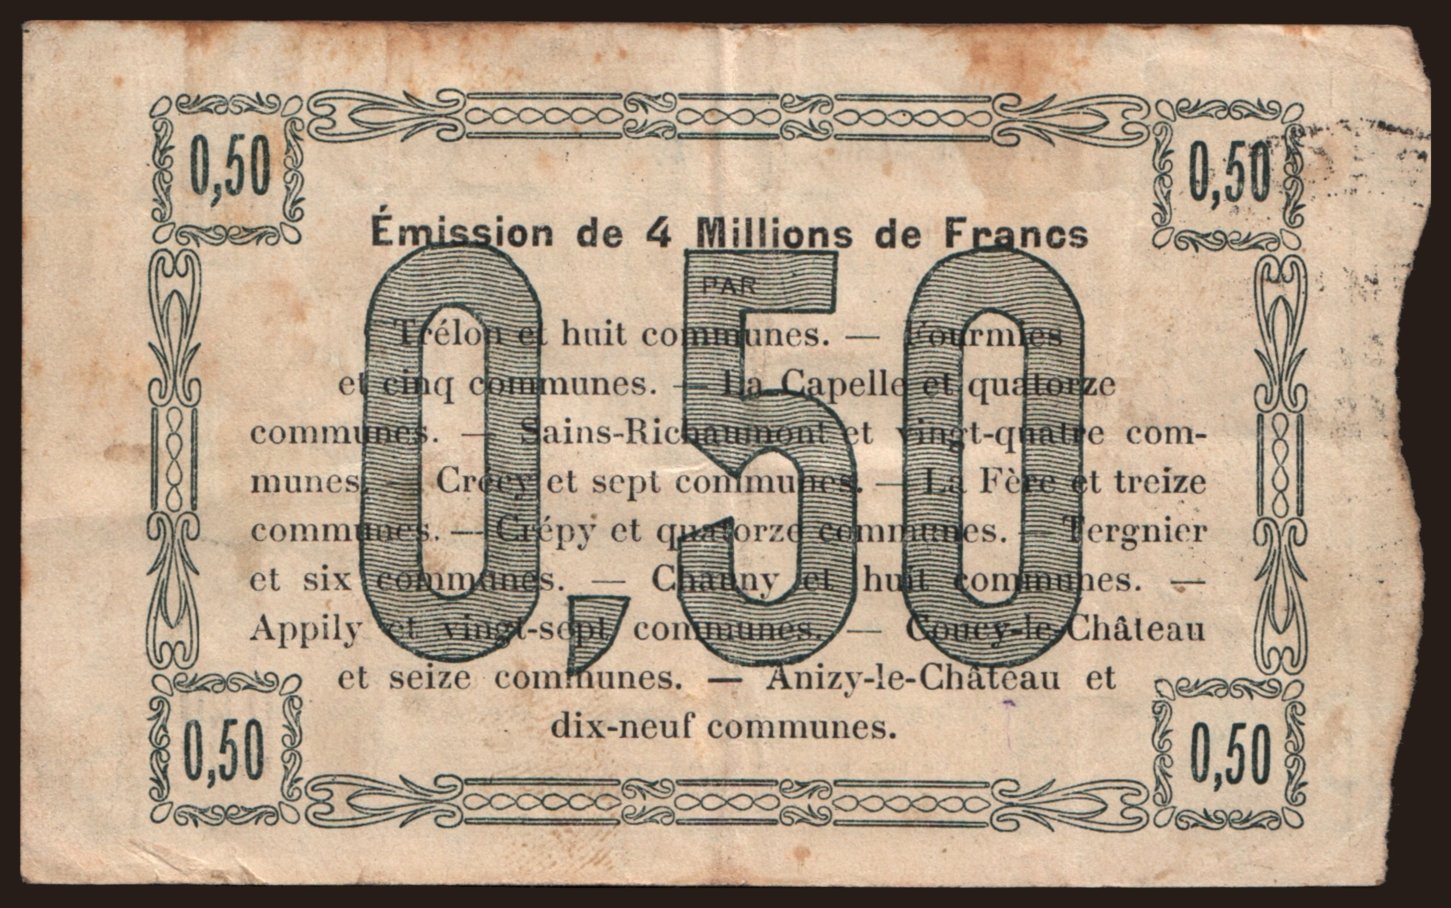 0,50
0,50
Émission de 4 Millions de Francs
PAR
Trélon et huit communes. — Fourmies
et cinq communes. — La Capelle et quatorze
communes. — Sains-Richaumont et vingt-quatre com-
munes. — Crécy et sept communes. — La Fère et treize
communes. — Crépy et quatorze communes. — Tergnier
et six communes. — Chauny et huit communes. —
Appily et vingt-sept communes. — Coucy-le-Château
et seize communes. — Anizy-le-Château et
dix-neuf communes.
0,50
0,50
0,50